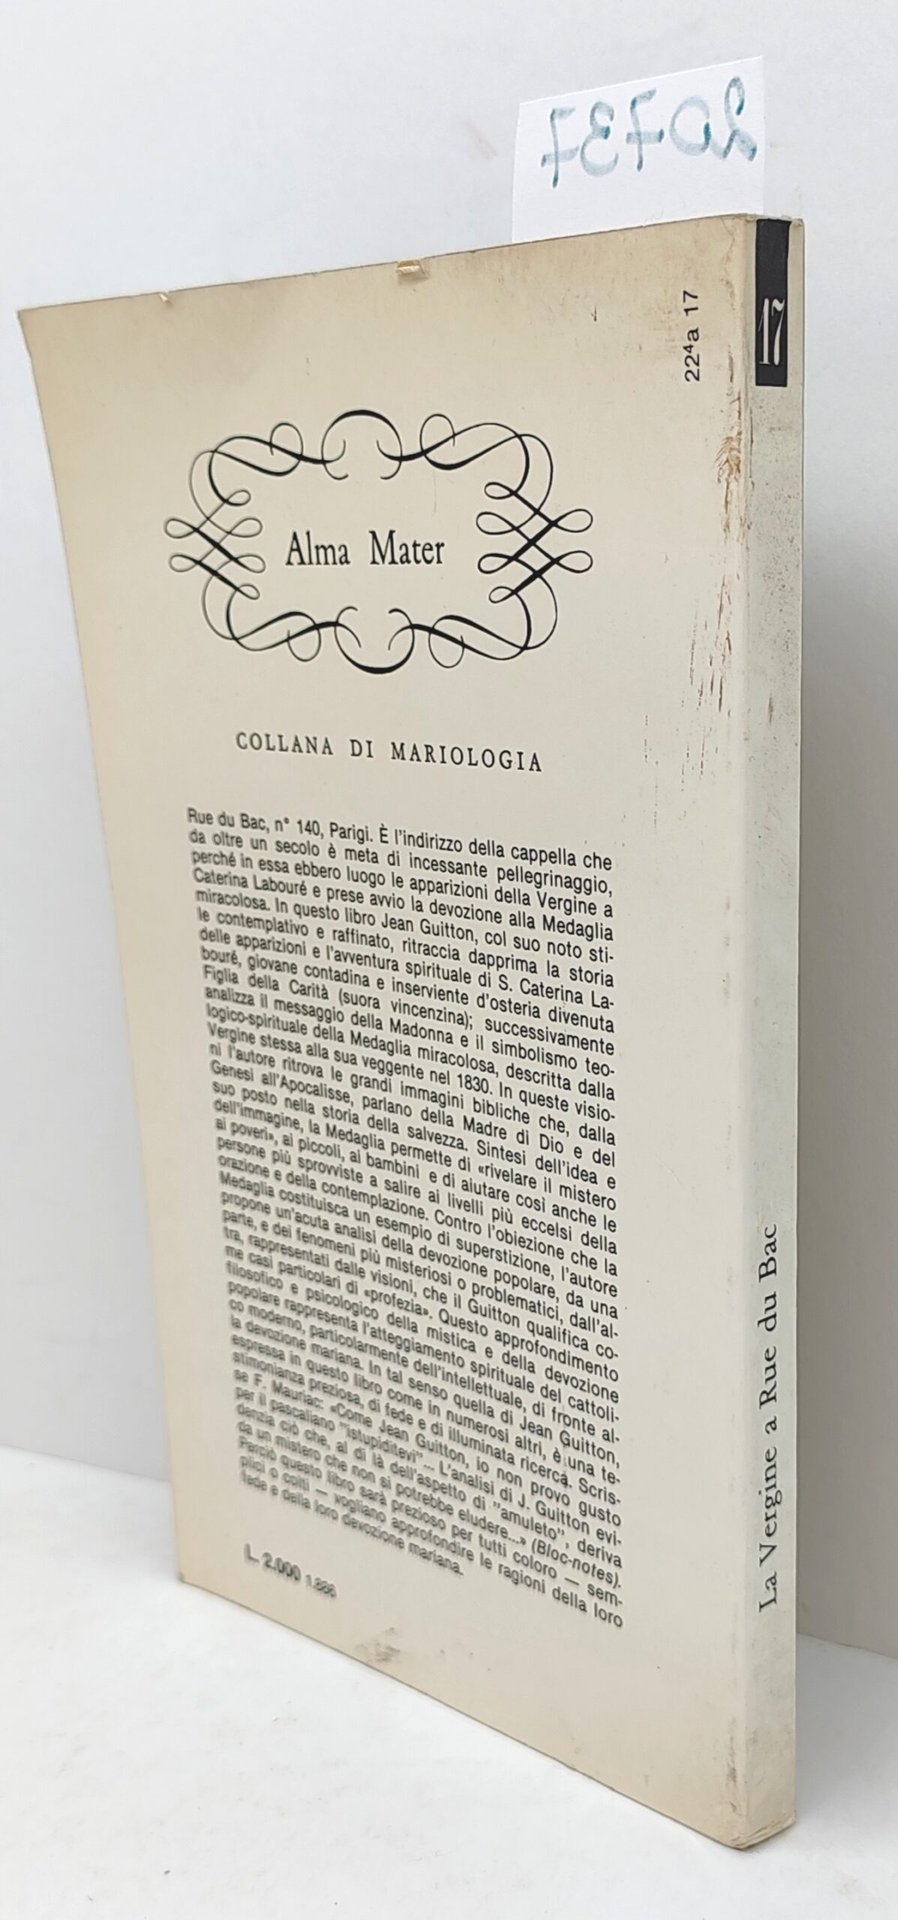 20737
22⁴a 17
17
Alma Mater
COLLANA DI MARIOLOGIA
Rue du Bac, n° 140, Parigi. È l'indirizzo della cappella che
da oltre un secolo è meta di incessante pellegrinaggio,
perché in essa ebbero luogo le apparizioni della Vergine a
Caterina Labouré e prese avvio la devozione alla Medaglia
miracolosa. In questo libro Jean Guitton, col suo noto sti-
le contemplativo e raffinato, ritraccia dapprima la storia
delle apparizioni e l'avventura spirituale di S. Caterina La-
bouré, giovane contadina e inserviente d'osteria divenuta
Figlia della Carità (suora vincenzina); successivamente
analizza il messaggio della Madonna e il simbolismo teo-
logico-spirituale della Medaglia miracolosa, descritta dalla
Vergine stessa alla sua veggente nel 1830. In queste visio-
ni l'autore ritrova le grandi immagini bibliche che, dalla
Genesi all'Apocalisse, parlano della Madre di Dio e del
suo posto nella storia della salvezza. Sintesi dell'idea e
dell'immagine, la Medaglia permette di «rivelare il mistero
ai poveri», ai piccoli, ai bambini e di aiutare così anche le
persone più sprovviste a salire ai livelli più eccelsi della
orazione e della contemplazione. Contro l'obiezione che la
Medaglia costituisca un esempio di superstizione, l'autore
propone un'acuta analisi della devozione popolare, da una
parte, e dei fenomeni più misteriosi o problematici, dall'al-
tra, rappresentati dalle visioni, che il Guitton qualifica co-
me casi particolari di «profezia». Questo approfondimento
filosofico e psicologico della mistica e della devozione
popolare rappresenta l'atteggiamento spirituale del cattoli-
co moderno, particolarmente dell'intellettuale, di fronte al-
la devozione mariana. In tal senso quella di Jean Guitton,
espressa in questo libro come in numerosi altri, è una te-
stimonianza preziosa, di fede e di illuminata ricerca. Scris-
se F. Mauriac: «Come Jean Guitton, io non provo gusto
per il pascaliano "istupiditevi"... L'analisi di J. Guitton evi-
denzia ciò che, al di là dell'aspetto di "amuleto", deriva
da un mistero che non si potrebbe eludere...» (Bloc-notes).
Perciò questo libro sarà prezioso per tutti coloro — sem-
plici o colti — vogliano approfondire le ragioni della loro
fede e della loro devozione mariana.
L. 2.000 1.886
La Vergine a Rue du Bac